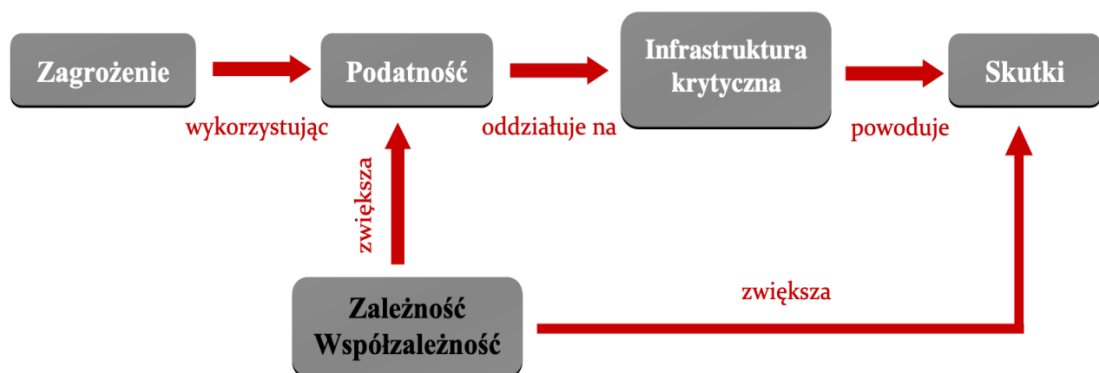 Zagrożenie
Podatność
Infrastruktura
krytyczna
Skutki
wykorzystując
oddziałuje na
powoduje
zwiększa
Zależność
Współzależność
zwiększa